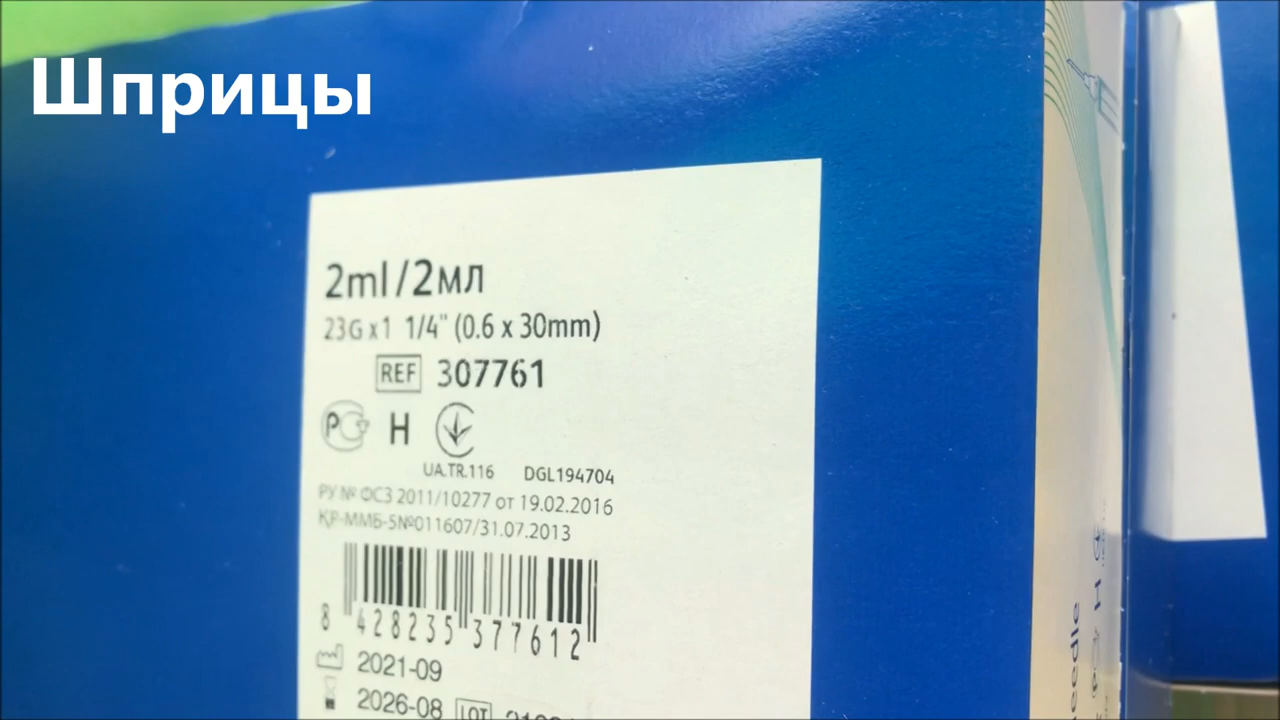 Шприцы
2ml/2мл
23G x 1 1/4" (0.6 x 30mm)
REF 307761
РС Н
UA.TR.116 DGL194704
РУ № ФСЗ 2011/10277 от 19.02.2016
ҚР-ММБ-5№011607/31.07.2013
8 428235 377612
2021-09
2026-08 LOT
Н